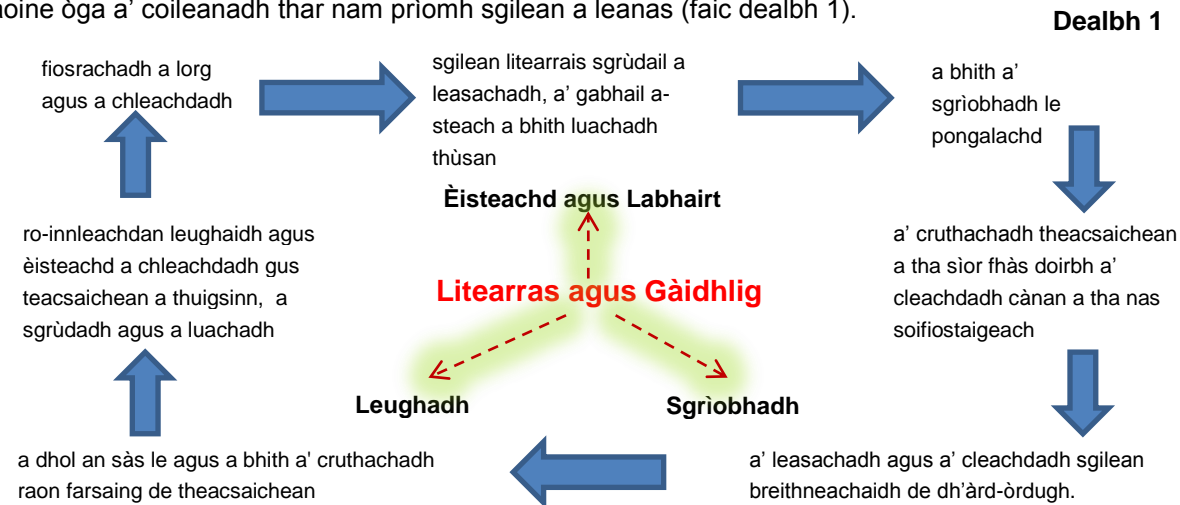 aoine òga a' coileanadh thar nam prìomh sgilean a leanas (faic dealbh 1).
Dealbh 1
fiosrachadh a lorg
agus a chleachdadh
sgilean litearrais sgrùdail a
leasachadh, a' gabhail a-
steach a bhith luachadh
thùsan
a bhith a'
sgrìobhadh le
pongalachd
Èisteachd agus Labhairt
ro-innleachdan leughaidh agus
èisteachd a chleachdadh gus
teacsaichean a thuigsinn, a
sgrùdadh agus a luachadh
Litearras agus Gàidhlig
a' cruthachadh theacsaichean
a tha sìor fhàs doirbh a'
cleachdadh cànan a tha nas
soifiostaigeach
Leughadh
Sgrìobhadh
a dhol an sàs le agus a bhith a' cruthachadh
raon farsaing de theacsaichean
a' leasachadh agus a' cleachdadh sgilean
breithneachaidh de dh'àrd-òrdugh.